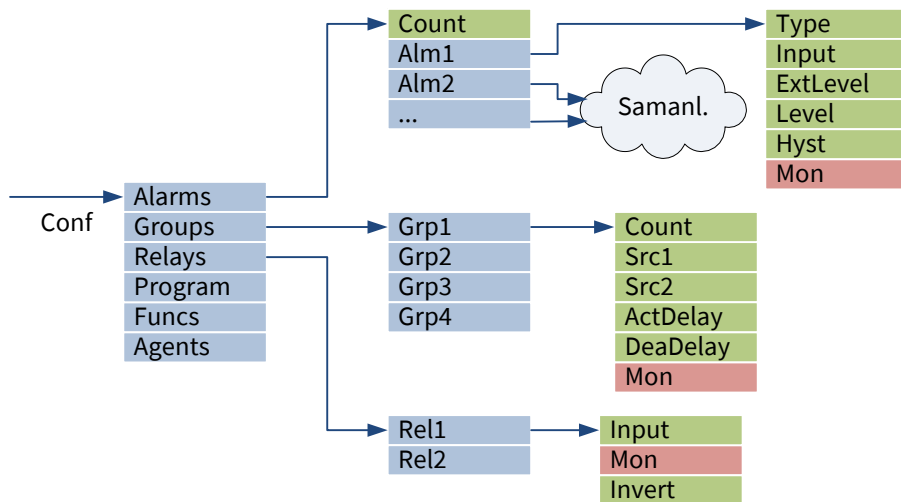 Count
Alm1
Alm2
...
Samanl.
Type
Input
ExtLevel
Level
Hyst
Mon
Conf
Alarms
Groups
Relays
Program
Funcs
Agents
Grp1
Grp2
Grp3
Grp4
Count
Src1
Src2
ActDelay
DeaDelay
Mon
Rel1
Rel2
Input
Mon
Invert